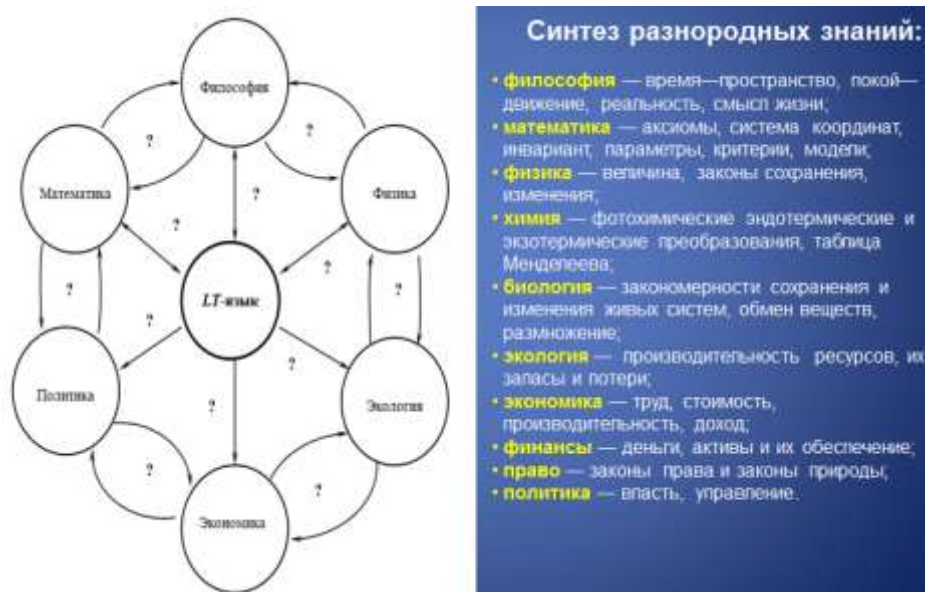 Философия
?
?
Математика
Физика
?
?
?
LT-язык
?
?
?
?
?
Политика
Экология
?
?
Экономика
Синтез разнородных знаний:
• философия — время—пространство, покой—
движение, реальность, смысл жизни;
• математика — аксиомы, система координат,
инвариант, параметры, критерии, модели;
• физика — величина, законы сохранения,
изменения;
• химия — фотохимические эндотермические и
экзотермические преобразования, таблица
Менделеева;
• биология — закономерности сохранения и
изменения живых систем, обмен веществ,
размножение;
• экология — производительность ресурсов, их
запасы и потери;
• экономика — труд, стоимость,
производительность, доход;
• финансы — деньги, активы и их обеспечение;
• право — законы права и законы природы;
• политика — власть, управление.